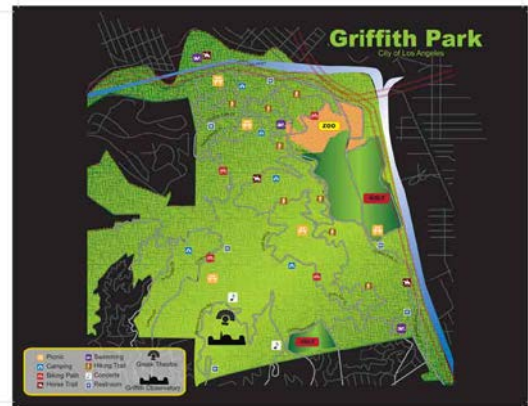 Griffith Park
City of Los Angeles
ZOO
GOLF
GOLF
Picnic
Camping
Biking Path
Horse Trail
Swimming
Hiking Trail
Concerts
Restroom
Greek Theatre
Griffith Observatory